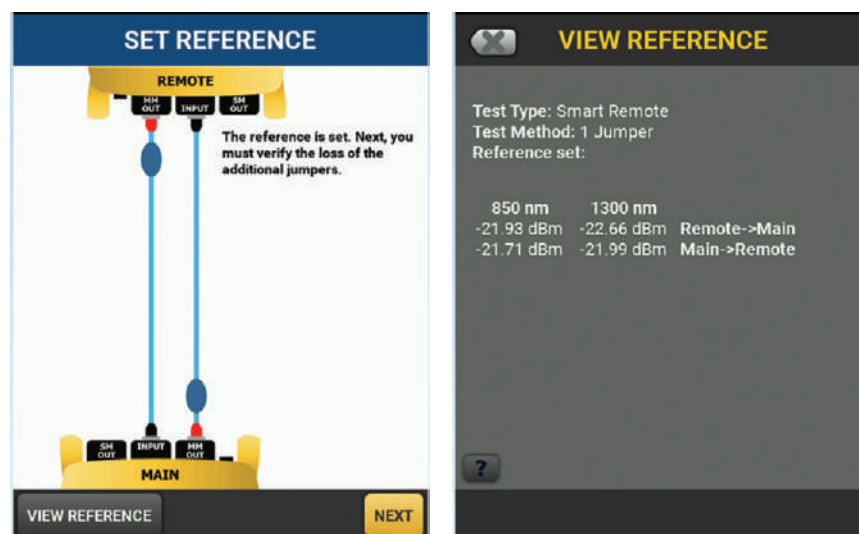 SET REFERENCE
REMOTE
MM OUT
INPUT
SM OUT
The reference is set. Next, you
must verify the loss of the
additional jumpers.
SM OUT
INPUT
MM OUT
MAIN
VIEW REFERENCE
NEXT
VIEW REFERENCE
Test Type: Smart Remote
Test Method: 1 Jumper
Reference set:
850 nm 1300 nm
-21.93 dBm -22.66 dBm Remote->Main
-21.71 dBm -21.99 dBm Main->Remote
?